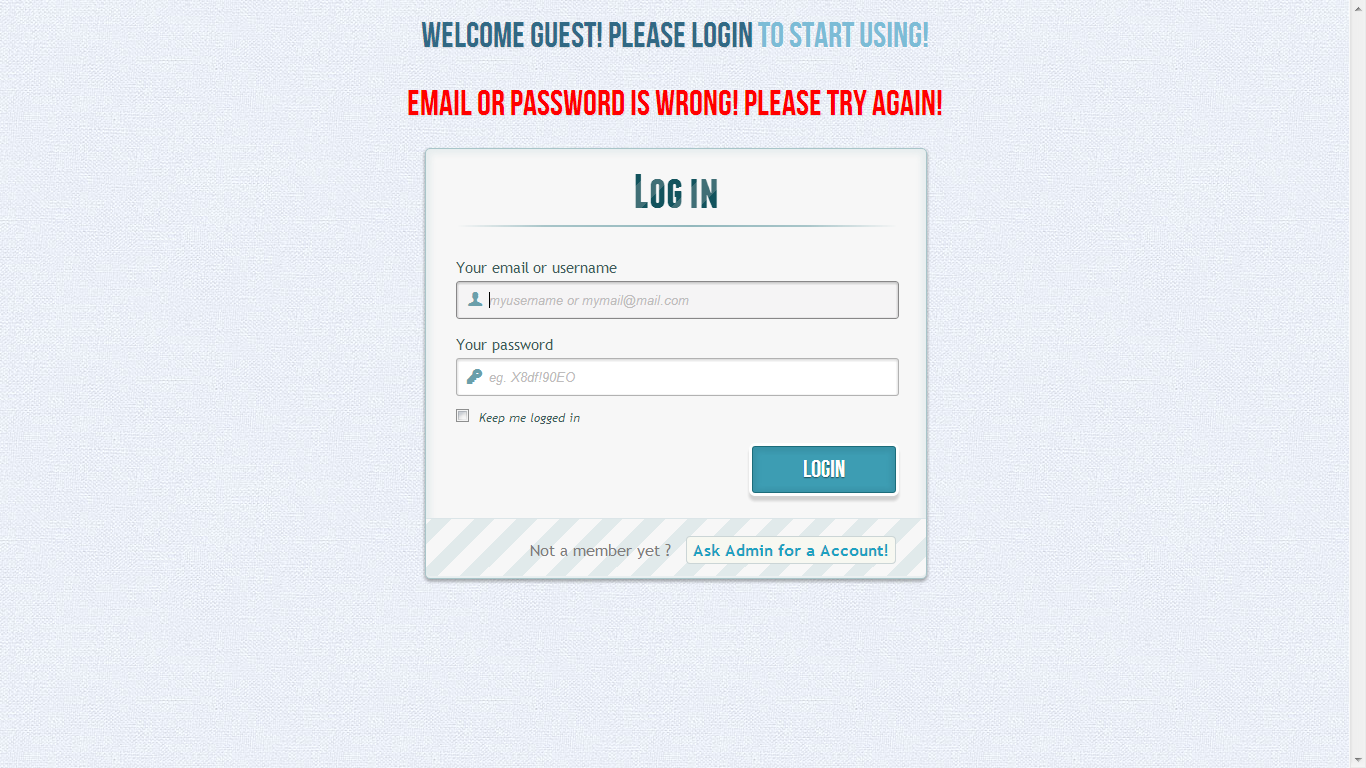 WELCOME GUEST! PLEASE LOGIN TO START USING!
EMAIL OR PASSWORD IS WRONG! PLEASE TRY AGAIN!
LOG IN
Your email or username
myusername or mymail@mail.com
Your password
eg. X8df!90EO
Keep me logged in
LOGIN
Not a member yet ? Ask Admin for a Account!